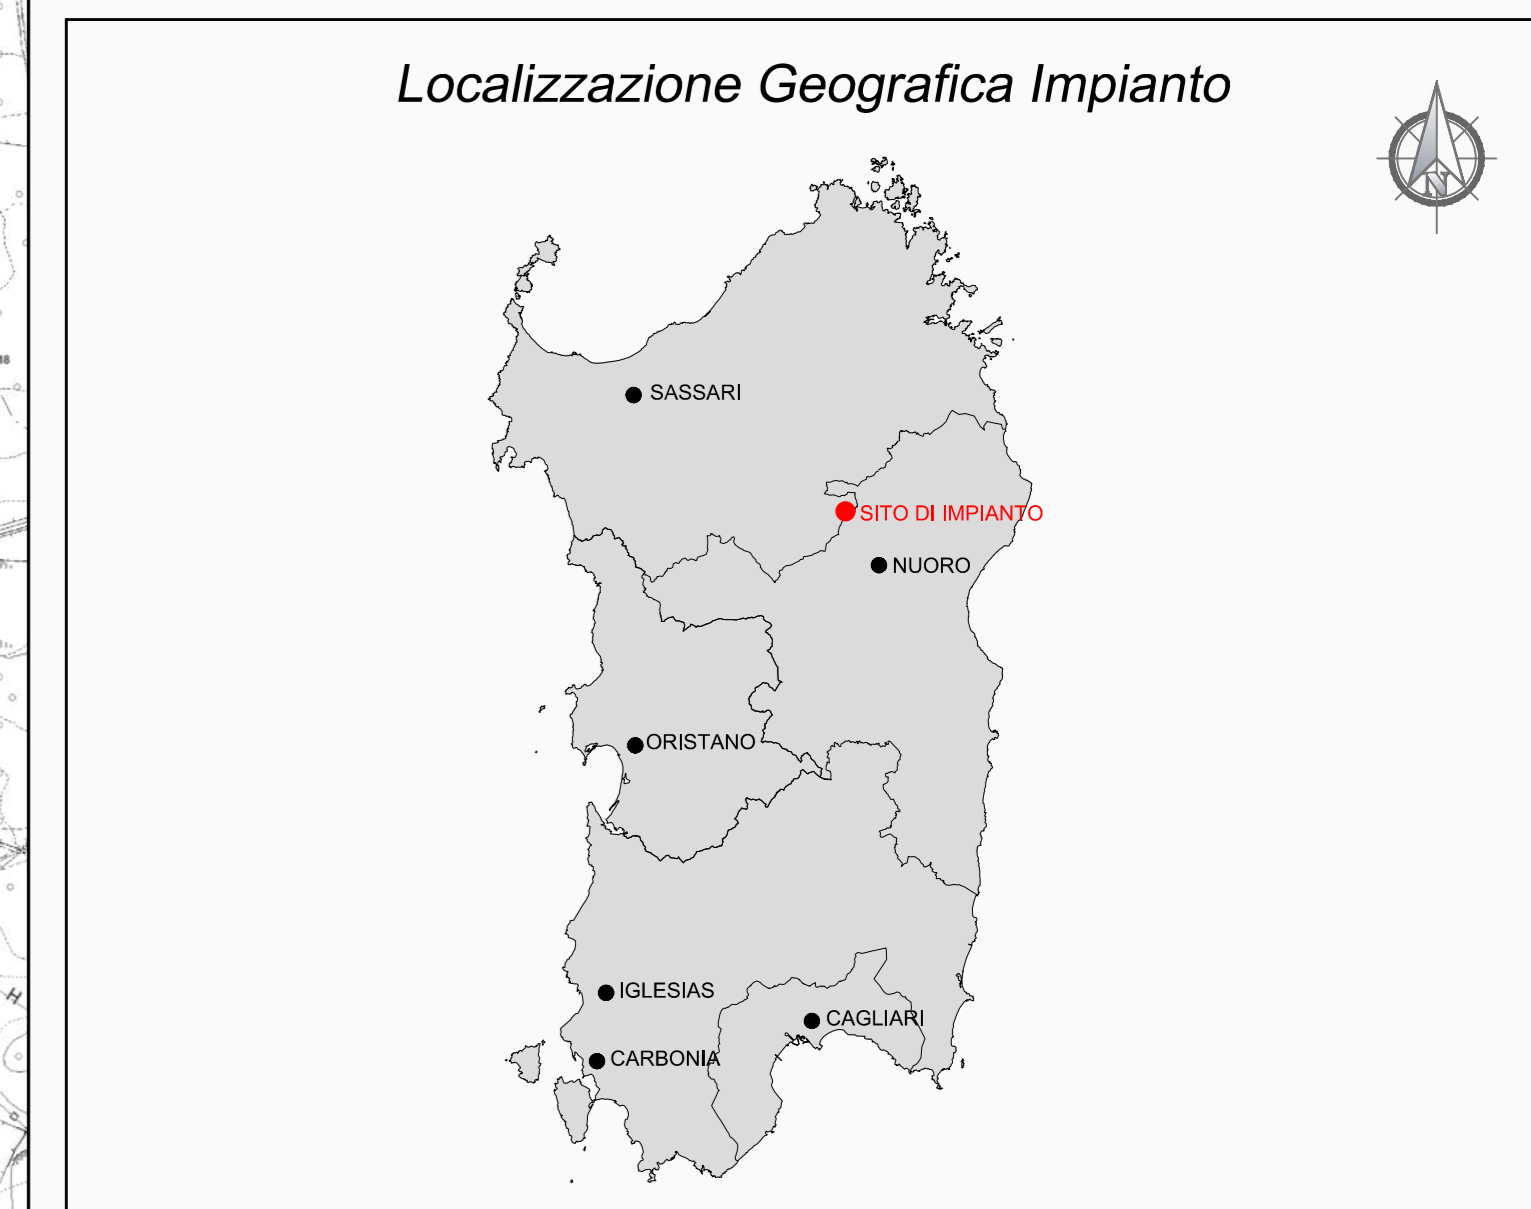 Localizzazione Geografica Impianto
N
SASSARI
SITO DI IMPIANTO
NUORO
ORISTANO
IGLESIAS
CAGLIARI
CARBONIA
H